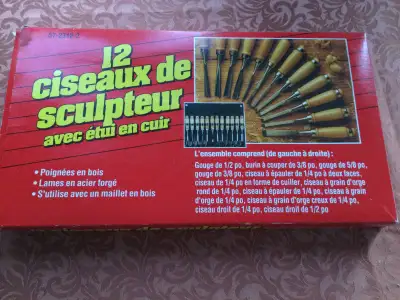 12
ciseaux de
sculpteur
avec étui en cuir
• Poignées en bois
• Lames en acier forgé
• S'utilise avec un maillet en bois
L'ensemble comprend (de gauche à droite) :
Gouge de 1/2 po, burin à couper de 3/8 po, gouge de 5/8 po,
gouge de 3/8 po, ciseau à épauler de 1/4 po à deux faces,
ciseau de 1/4 po en forme de cuiller, ciseau à grain d'orge
rond de 1/4 po, ciseau à épauler de 1/4 po, ciseau à grain
d'orge de 1/4 po, ciseau à grain d'orge creux de 1/4 po,
ciseau droit de 1/4 po, ciseau droit de 1/2 po
12 ciseaux de sculpteur